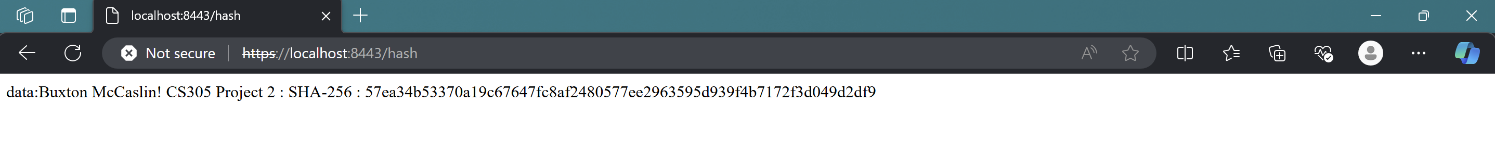 localhost:8443/hash
Not secure https://localhost:8443/hash
data:Buxton McCaslin! CS305 Project 2 : SHA-256 : 57ea34b53370a19c67647fc8af2480577ee2963595d939f4b7172f3d049d2df9